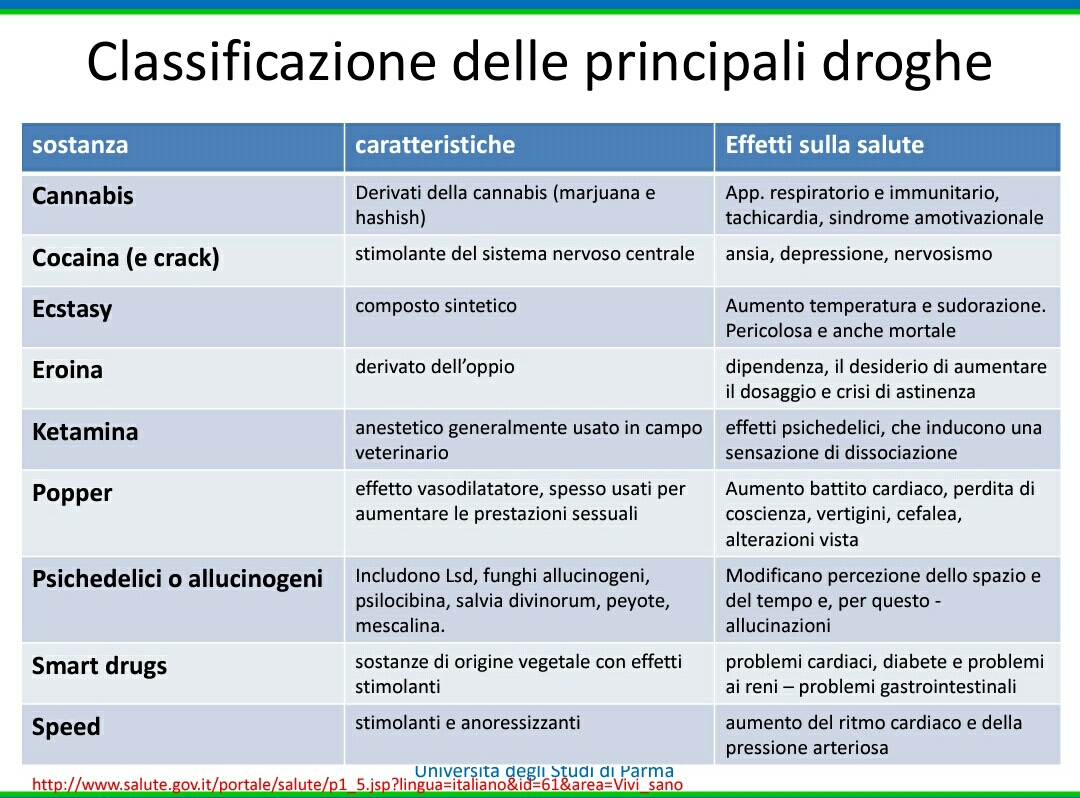 Classificazione delle principali droghe
sostanza
caratteristiche
Effetti sulla salute
Cannabis
Derivati della cannabis (marjuana e
hashish)
App. respiratorio e immunitario,
tachicardia, sindrome amotivazionale
Cocaina (e crack)
stimolante del sistema nervoso centrale
ansia, depressione, nervosismo
Ecstasy
composto sintetico
Aumento temperatura e sudorazione.
Pericolosa e anche mortale
Eroina
derivato dell’oppio
dipendenza, il desiderio di aumentare
il dosaggio e crisi di astinenza
Ketamina
anestetico generalmente usato in campo
veterinario
effetti psichedelici, che inducono una
sensazione di dissociazione
Popper
effetto vasodilatatore, spesso usati per
aumentare le prestazioni sessuali
Aumento battito cardiaco, perdita di
coscienza, vertigini, cefalea,
alterazioni vista
Psichedelici o allucinogeni
Includono Lsd, funghi allucinogeni,
psilocibina, salvia divinorum, peyote,
mescalina.
Modificano percezione dello spazio e
del tempo e, per questo -
allucinazioni
Smart drugs
sostanze di origine vegetale con effetti
stimolanti
problemi cardiaci, diabete e problemi
ai reni – problemi gastrointestinali
Speed
stimolanti e anoressizzanti
aumento del ritmo cardiaco e della
pressione arteriosa
Università degli Studi di Parma
http://www.salute.gov.it/portale/salute/p1_5.jsp?lingua=italiano&id=61&area=Vivi_sano